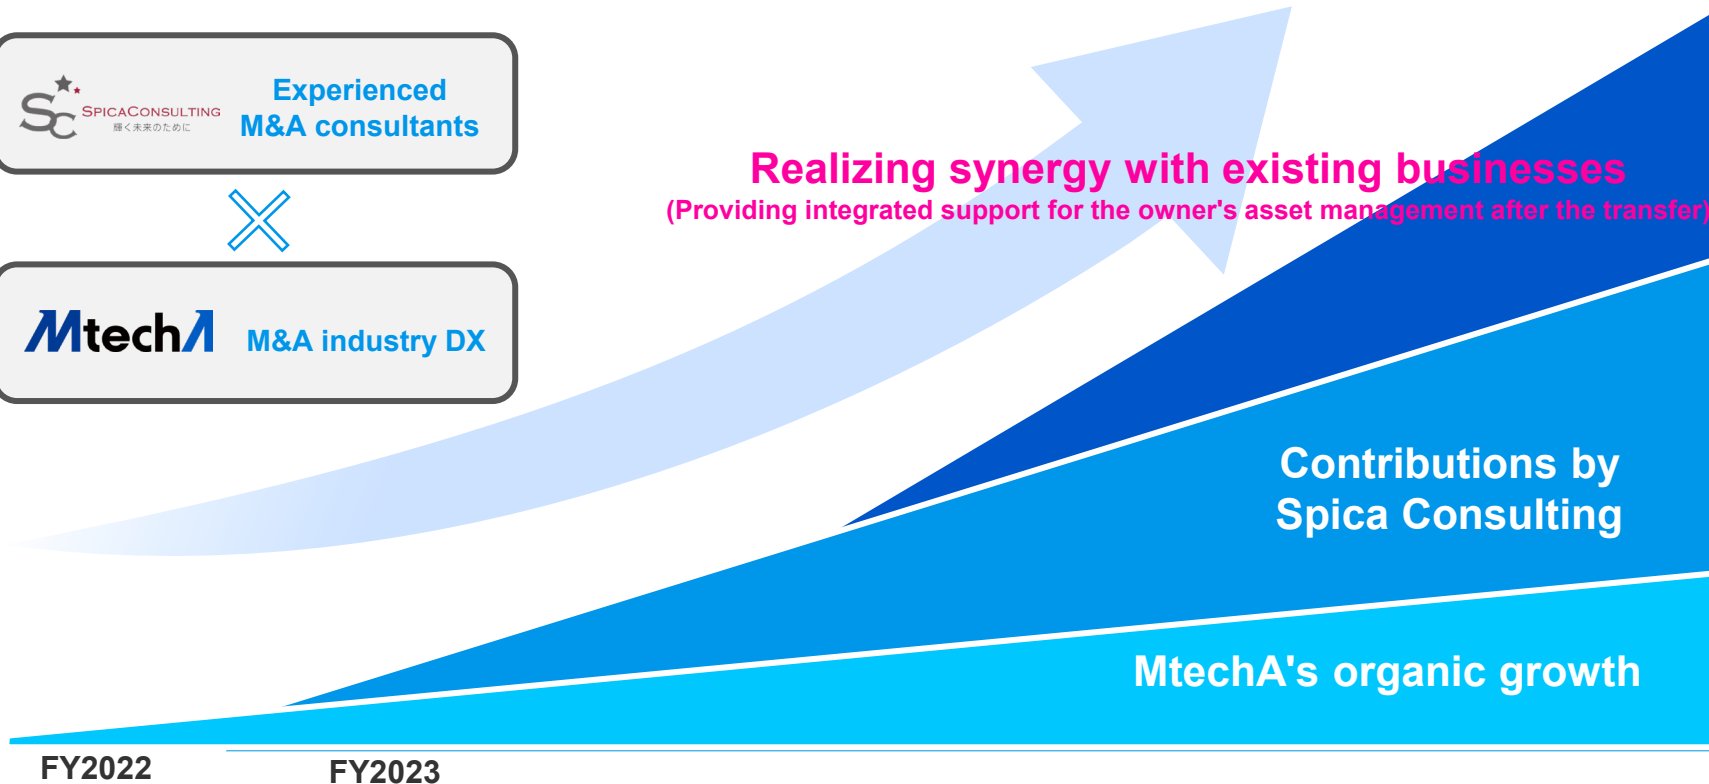 SC
SPICACONSULTING
輝く未来のために
Experienced
M&A consultants
MtechA
M&A industry DX
Realizing synergy with existing businesses
(Providing integrated support for the owner's asset management after the transfer)
Contributions by
Spica Consulting
MtechA's organic growth
FY2022
FY2023